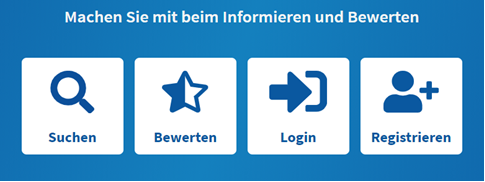 Machen Sie mit beim Informieren und Bewerten
Suchen
Bewerten
Login
Registrieren